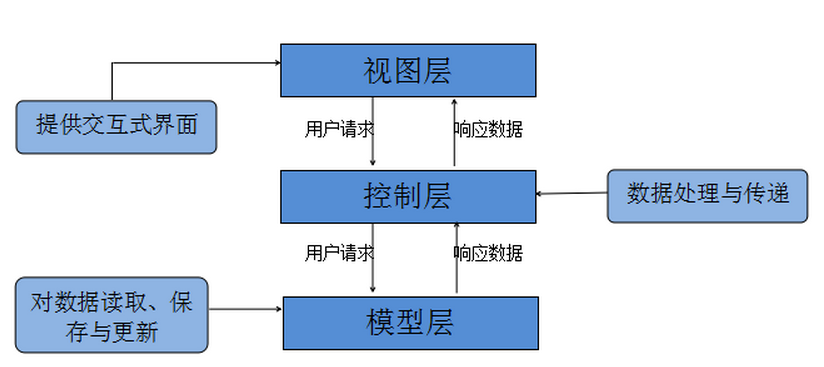 视图层
提供交互式界面
用户请求
响应数据
控制层
数据处理与传递
用户请求
响应数据
对数据读取、保
存与更新
模型层